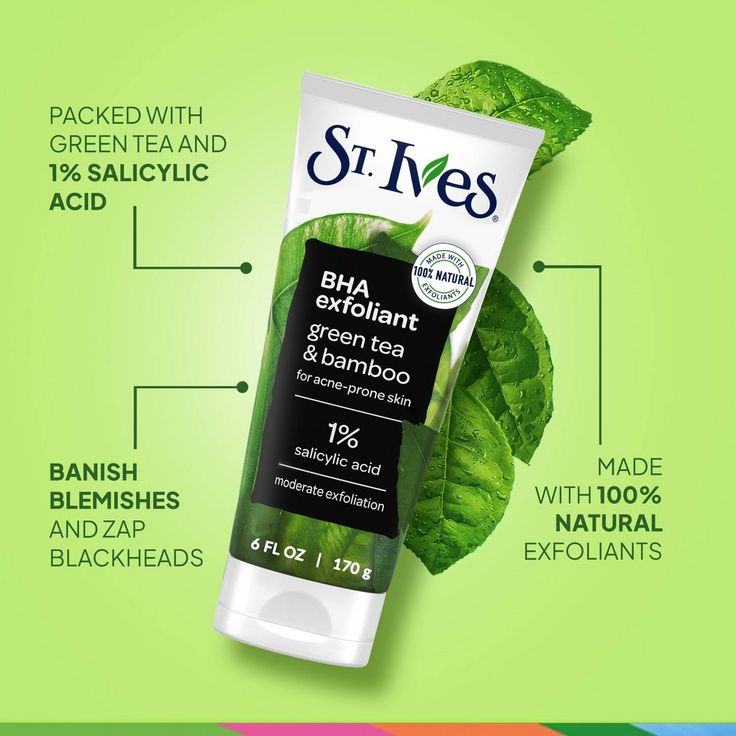 PACKED WITH
GREEN TEA AND
1% SALICYLIC
ACID
ST. Ives®
MADE WITH
100% NATURAL
EXFOLIANTS
BHA
exfoliant
green tea
& bamboo
for acne-prone skin
1%
salicylic acid
moderate exfoliation
6 FL OZ | 170 g
BANISH
BLEMISHES
AND ZAP
BLACKHEADS
MADE
WITH 100%
NATURAL
EXFOLIANTS